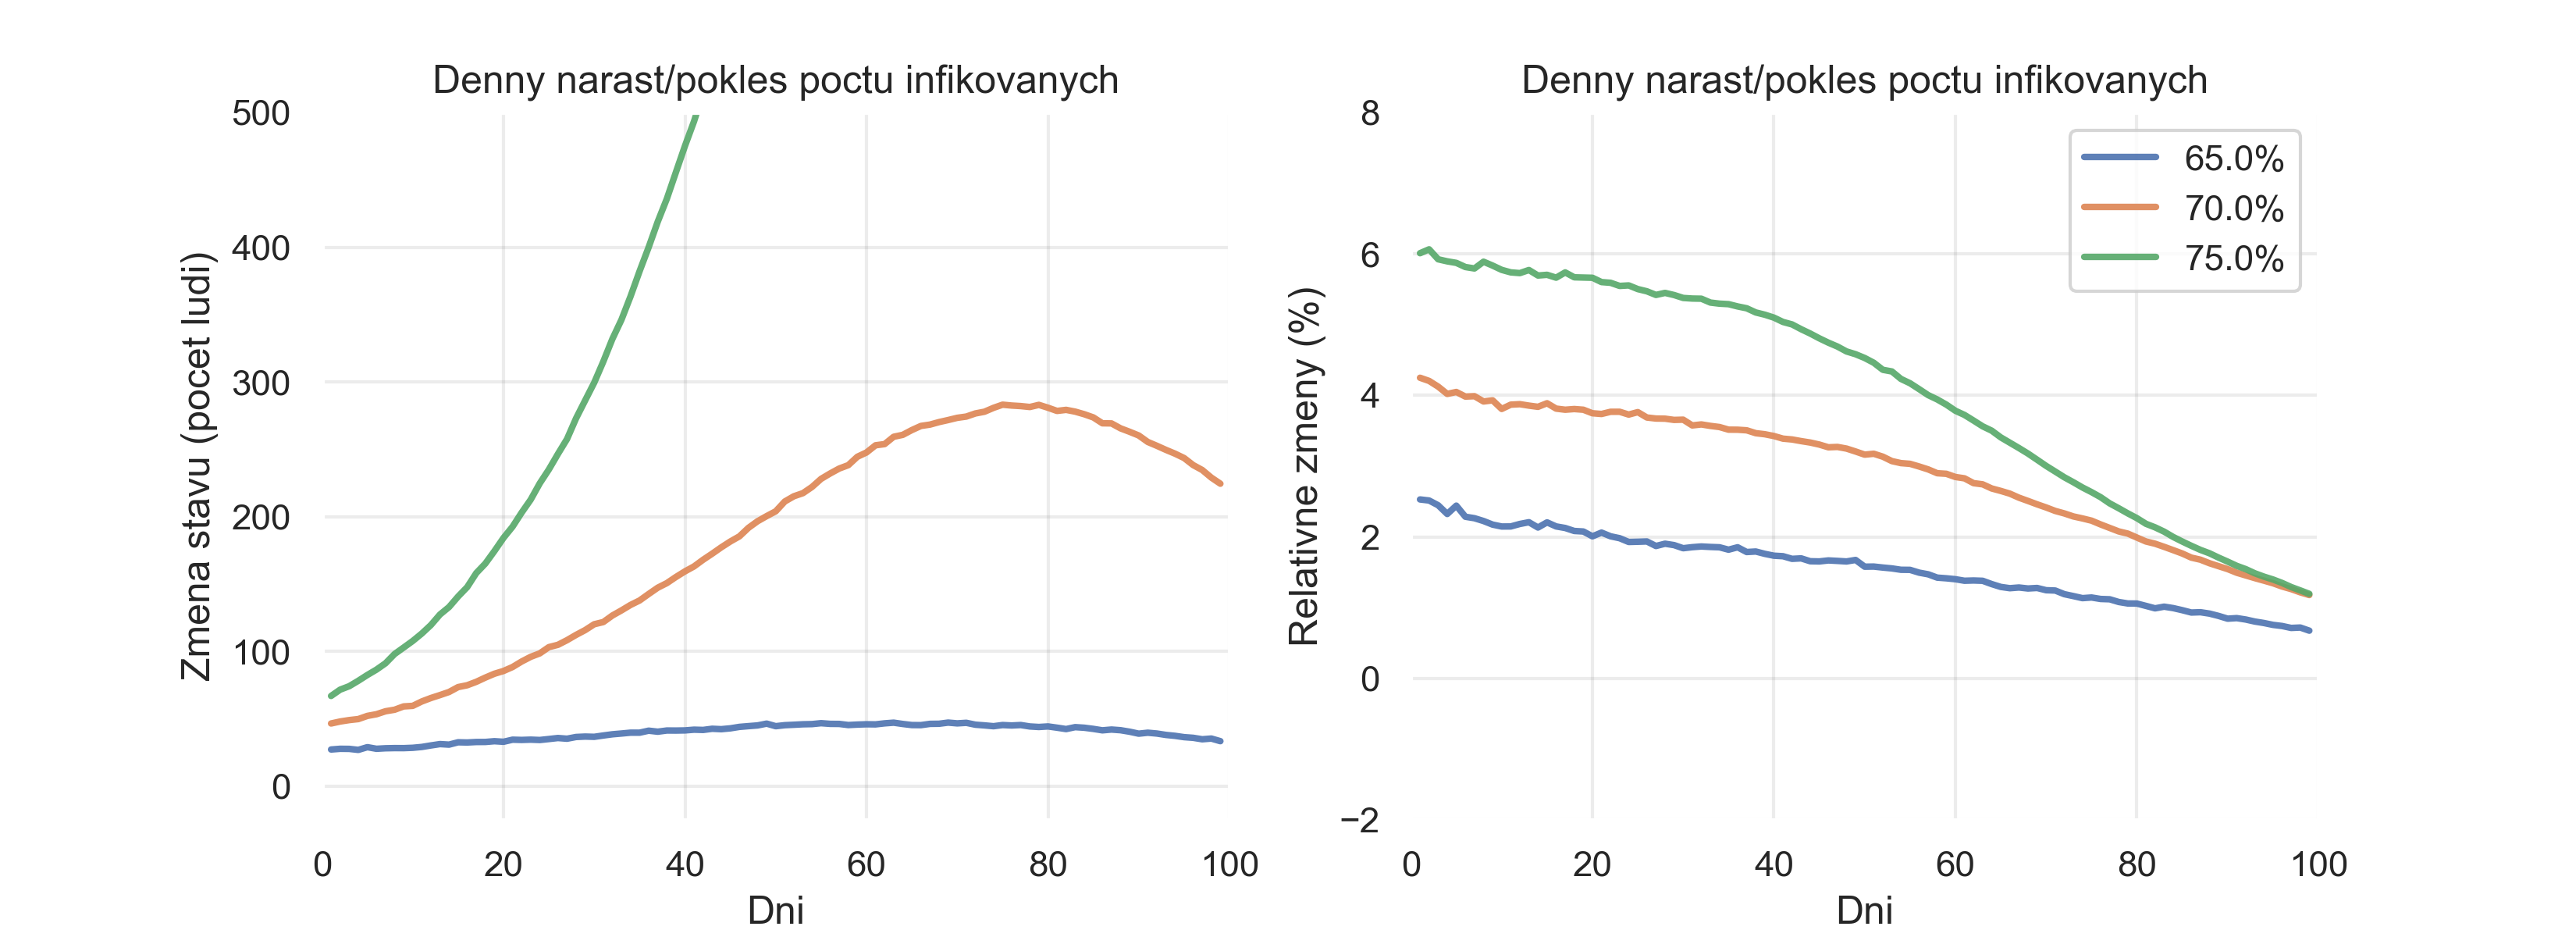 Denny narast/pokles poctu infikovanych
500
400
300
200
100
0
Zmena stavu (pocet ludi)
0 20 40 60 80 100
Dni
Denny narast/pokles poctu infikovanych
8
6
4
2
0
−2
Relativne zmeny (%)
65.0%
70.0%
75.0%
0 20 40 60 80 100
Dni